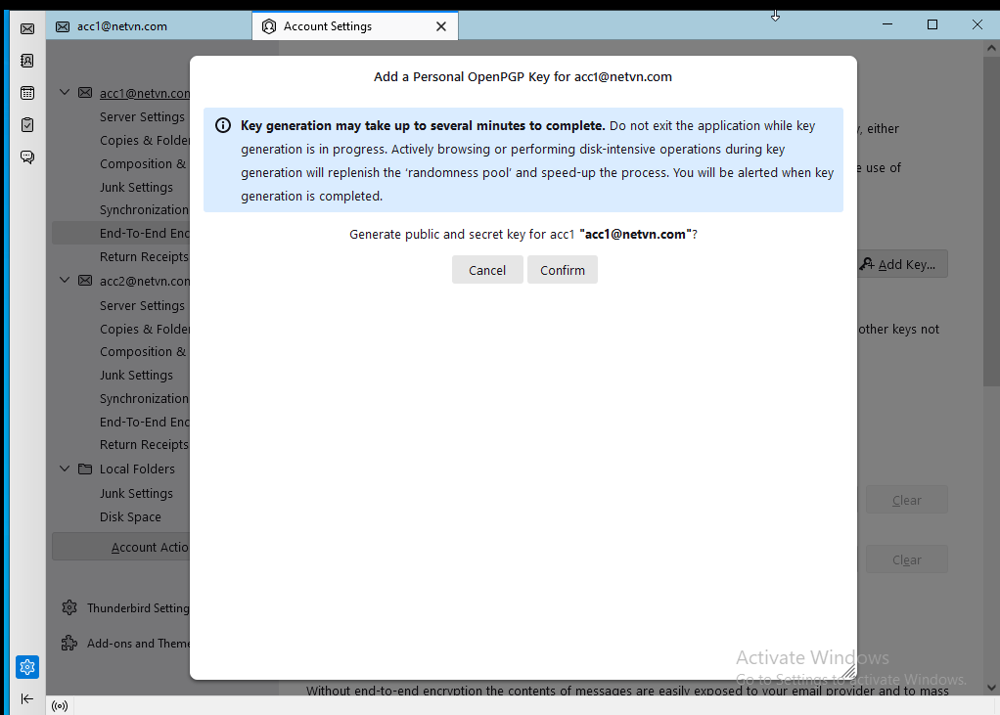 acc1@netvn.com
Account Settings
Add a Personal OpenPGP Key for acc1@netvn.com
Key generation may take up to several minutes to complete. Do not exit the application while key
generation is in progress. Actively browsing or performing disk-intensive operations during key
generation will replenish the ‘randomness pool’ and speed-up the process. You will be alerted when key
generation is completed.
Generate public and secret key for acc1 "acc1@netvn.com"?
Cancel
Confirm
acc1@netvn.com
Server Settings
Copies & Folder
Composition &
Junk Settings
Synchronization
End-To-End Enc
Return Receipts
acc2@netvn.com
Server Settings
Copies & Folder
Composition &
Junk Settings
Synchronization
End-To-End Enc
Return Receipts
Local Folders
Junk Settings
Disk Space
Account Actio
Thunderbird Setting
Add-ons and Theme
, either
e use of
Add Key...
other keys not
Clear
Clear
Activate Windows
Go to Settings to activate Windows.
Without end-to-end encryption the contents of messages are easily exposed to your email provider and to mass